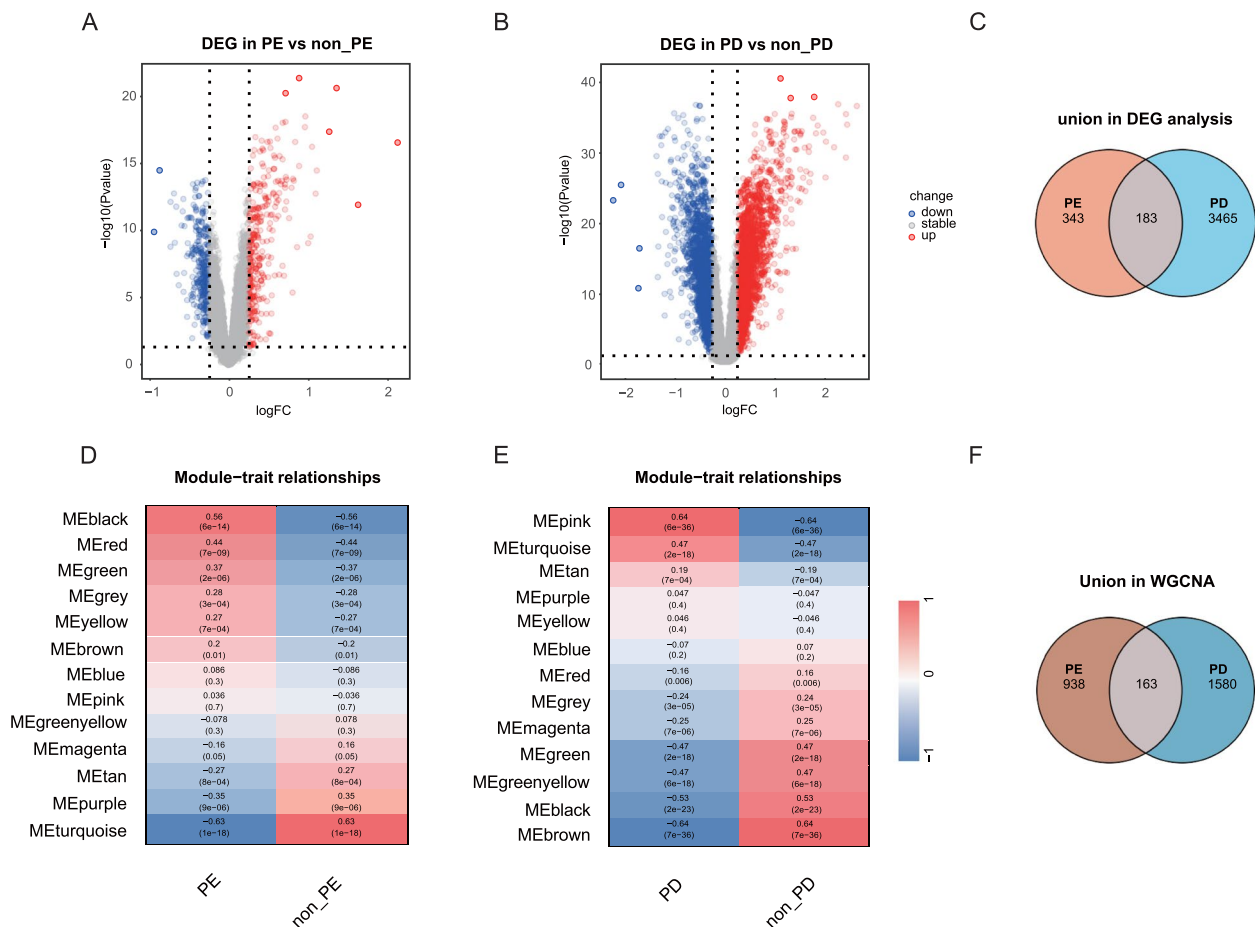 A
DEG in PE vs non_PE
−log10(Pvalue)
20
15
10
5
0
−1
0
1
logFC
B
DEG in PD vs non_PD
−log10(Pvalue)
40
30
20
10
0
−2
−1
0
1
2
logFC
change
down
stable
up
C
union in DEG analysis
PE
343
183
PD
3465
D
Module−trait relationships
MEblack 0.56 −0.56
(6e−14) (6e−14)
MEred 0.44 −0.44
(7e−09) (7e−09)
MEgreen 0.37 −0.37
(2e−06) (2e−06)
MEgrey 0.28 −0.28
(3e−04) (3e−04)
MEyellow 0.27 −0.27
(7e−04) (7e−04)
MEbrown 0.2 −0.2
(0.01) (0.01)
MEblue 0.086 −0.086
(0.3) (0.3)
MEpink 0.036 −0.036
(0.7) (0.7)
MEgreenyellow −0.078 0.078
(0.3) (0.3)
MEmagenta −0.16 0.16
(0.05) (0.05)
MEtan −0.27 0.27
(8e−04) (8e−04)
MEpurple −0.35 0.35
(9e−06) (9e−06)
MEturquoise −0.63 0.63
(1e−18) (1e−18)
PE
non_PE
E
Module−trait relationships
MEpink 0.64 −0.64
(6e−36) (6e−36)
MEturquoise 0.47 −0.47
(2e−18) (2e−18)
MEtan 0.19 −0.19
(7e−04) (7e−04)
MEpurple 0.047 −0.047
(0.4) (0.4)
MEyellow 0.046 −0.046
(0.4) (0.4)
MEblue −0.07 0.07
(0.2) (0.2)
MEred −0.16 0.16
(0.006) (0.006)
MEgrey −0.24 0.24
(3e−05) (3e−05)
MEmagenta −0.25 0.25
(7e−06) (7e−06)
MEgreen −0.47 0.47
(2e−18) (2e−18)
MEgreenyellow −0.47 0.47
(6e−18) (6e−18)
MEblack −0.53 0.53
(2e−23) (2e−23)
MEbrown −0.64 0.64
(7e−36) (7e−36)
PD
non_PD
1
0
−1
F
Union in WGCNA
PE
938
163
PD
1580